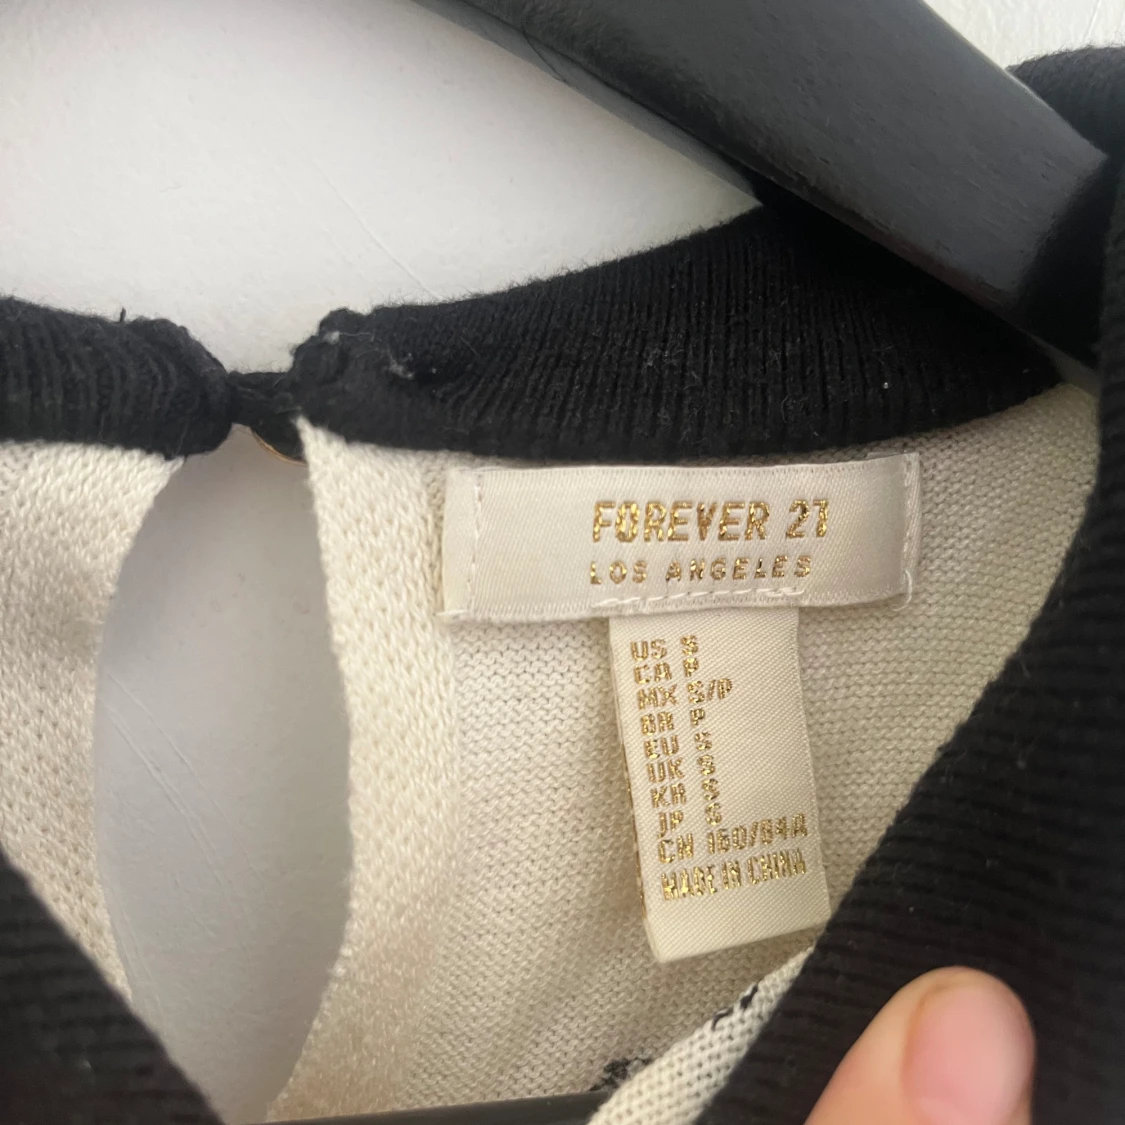 FOREVER 21
LOS ANGELES
US S
CA P
MX S/P
BR P
EU S
UK S
KR S
JP S
CN 160/84A
MADE IN CHINA